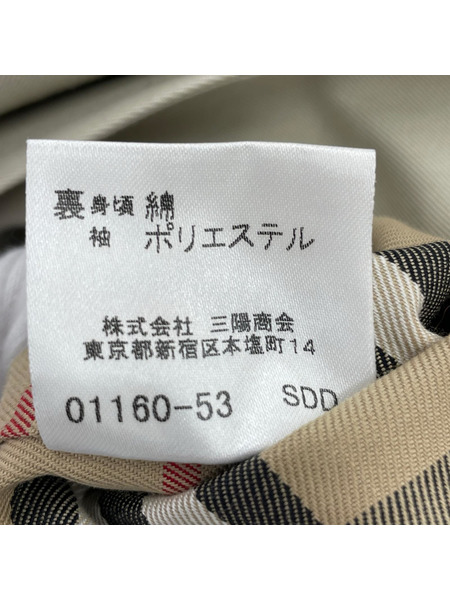 裏 身頃 綿
袖 ポリエステル
株式会社 三陽商会
東京都新宿区本塩町14
01160-53 SDD